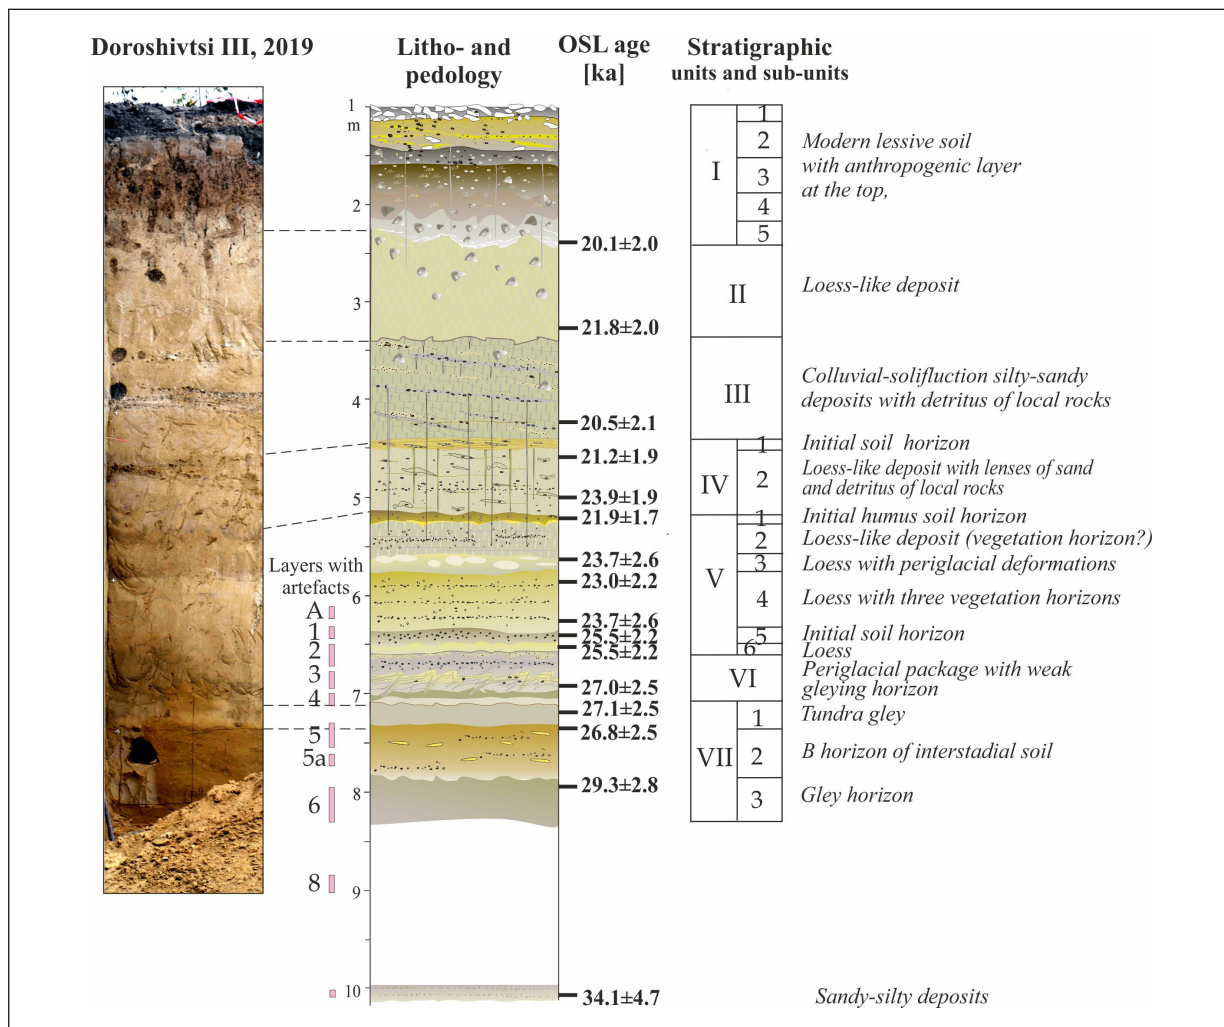 Doroshivtsi III, 2019
Litho- and
pedology
OSL age
[ka]
Stratigraphic
units and sub-units
1
m
2
3
4
5
6
7
8
9
10
Layers with
artefacts
A
1
2
3
4
5
5a
6
8
20.1±2.0
21.8±2.0
20.5±2.1
21.2±1.9
23.9±1.9
21.9±1.7
23.7±2.6
23.0±2.2
23.7±2.6
25.5±2.2
25.5±2.2
27.0±2.5
27.1±2.5
26.8±2.5
29.3±2.8
34.1±4.7
I
1
2
3
4
5
Modern lessive soil
with anthropogenic layer
at the top,
II
Loess-like deposit
III
Colluvial-solifluction silty-sandy
deposits with detritus of local rocks
IV
1
Initial soil horizon
2
Loess-like deposit with lenses of sand
and detritus of local rocks
V
1
Initial humus soil horizon
2
Loess-like deposit (vegetation horizon?)
3
Loess with periglacial deformations
4
Loess with three vegetation horizons
5
Initial soil horizon
6
Loess
VI
Periglacial package with weak
gleying horizon
VII
1
Tundra gley
2
B horizon of interstadial soil
3
Gley horizon
Sandy-silty deposits